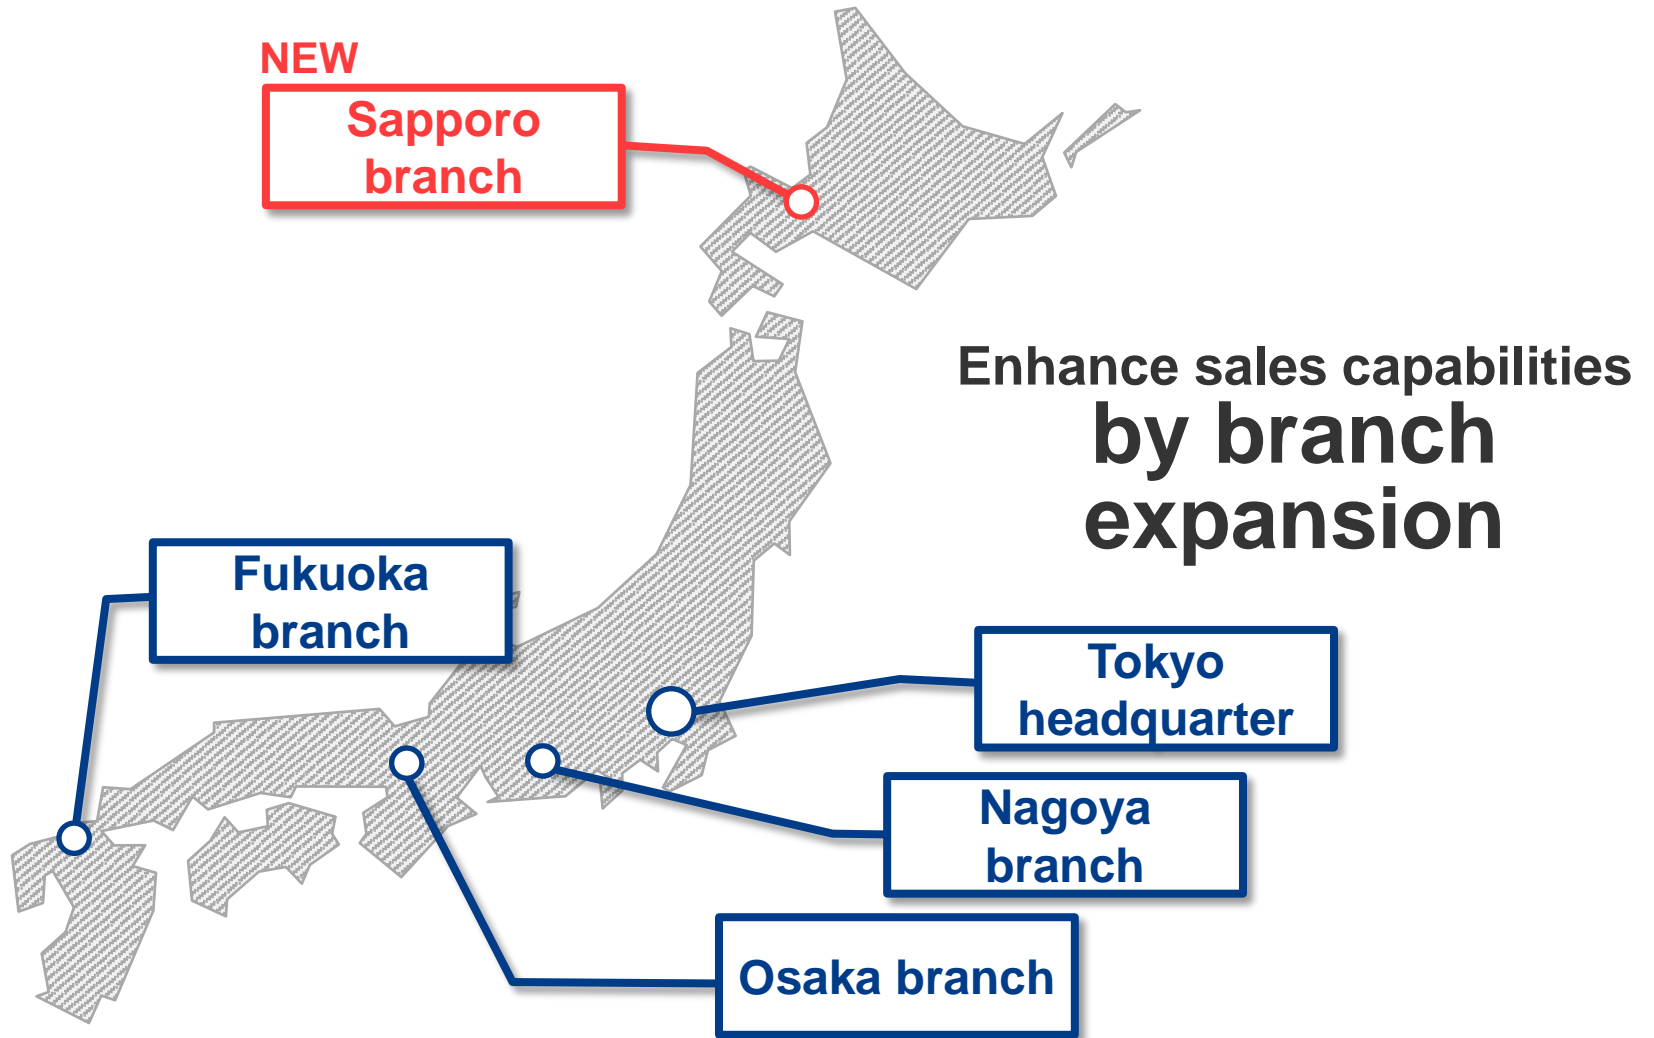 NEW
Sapporo
branch
Enhance sales capabilities
by branch
expansion
Fukuoka
branch
Tokyo
headquarter
Nagoya
branch
Osaka branch